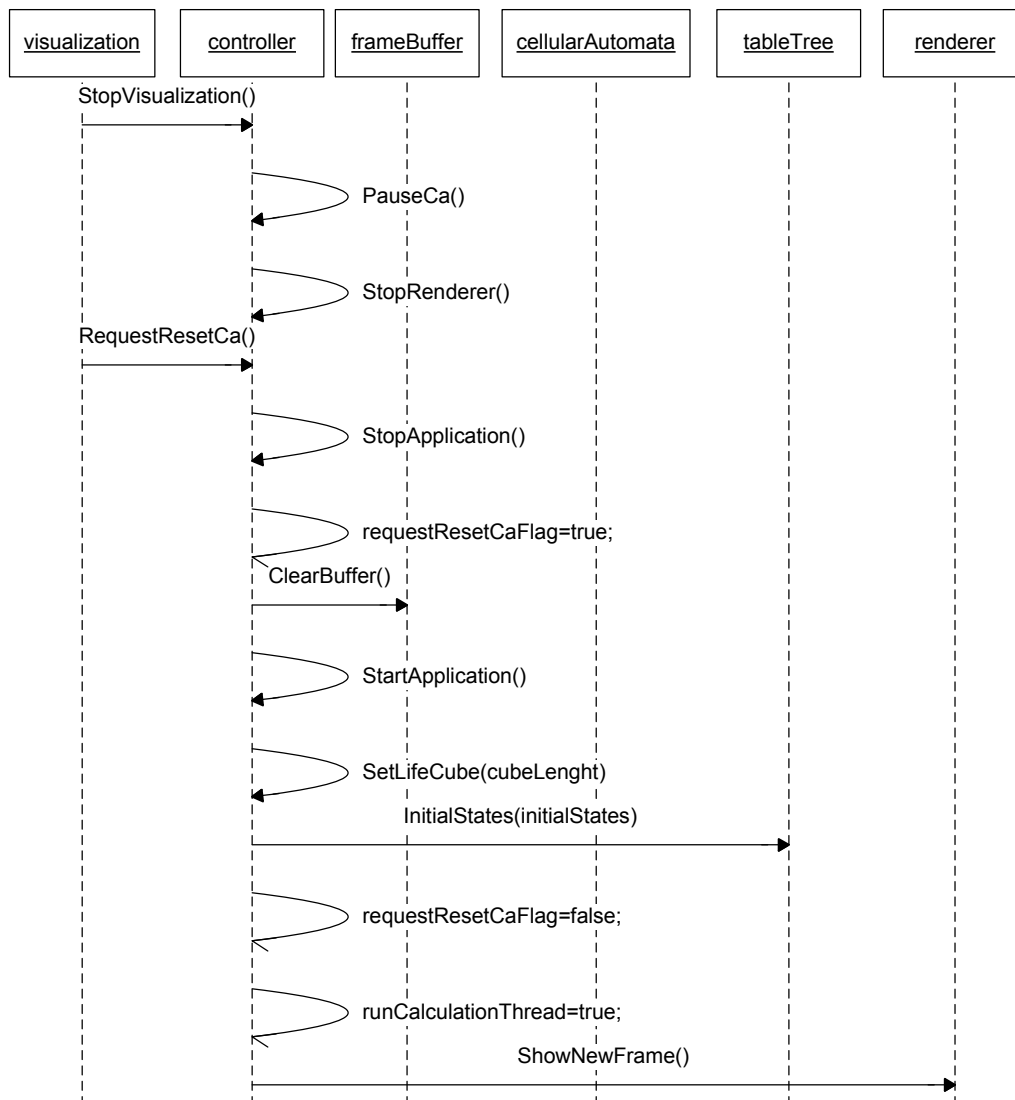 visualization
controller
frameBuffer
cellularAutomata
tableTree
renderer
StopVisualization()
PauseCa()
StopRenderer()
RequestResetCa()
StopApplication()
requestResetCaFlag=true;
ClearBuffer()
StartApplication()
SetLifeCube(cubeLenght)
InitialStates(initialStates)
requestResetCaFlag=false;
runCalculationThread=true;
ShowNewFrame()